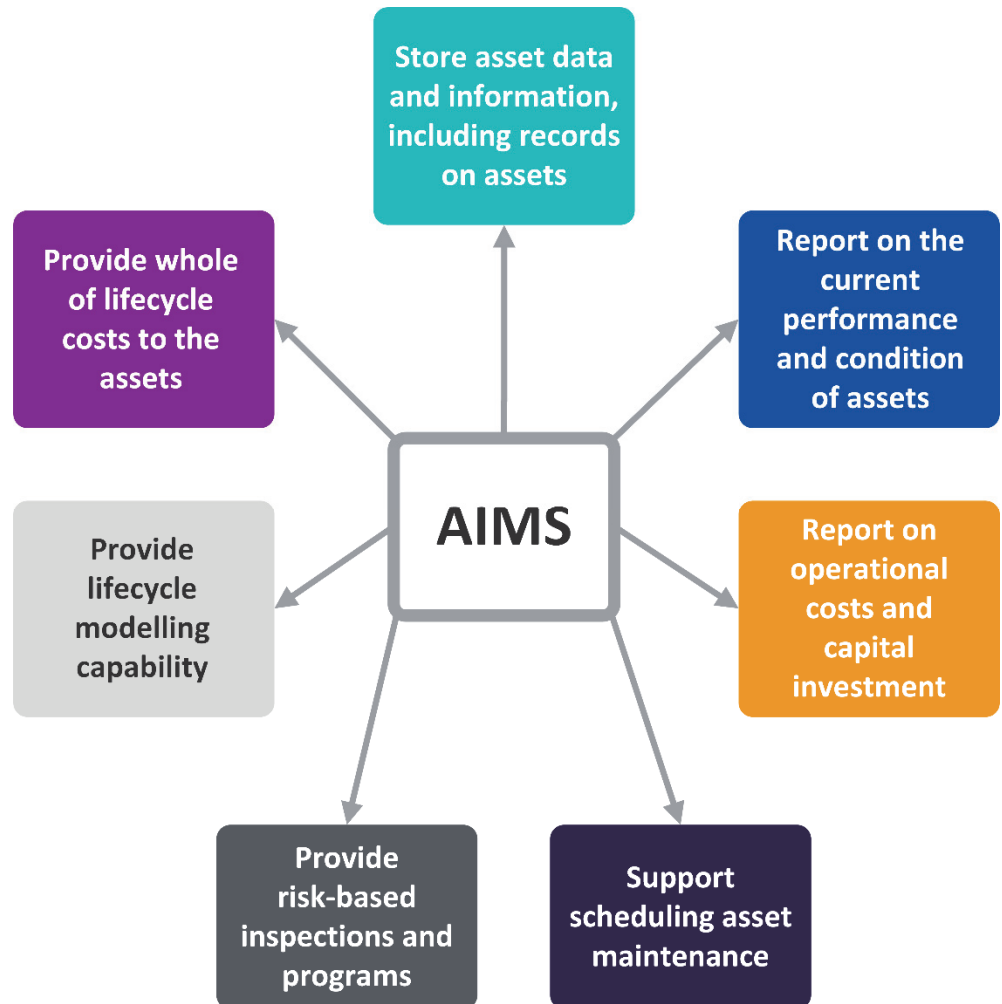 Store asset data
and information,
including records
on assets
Provide whole
of lifecycle
costs to the
assets
Report on the
current
performance
and condition
of assets
AIMS
Provide
lifecycle
modelling
capability
Report on
operational
costs and
capital
investment
Provide
risk-based
inspections and
programs
Support
scheduling asset
maintenance